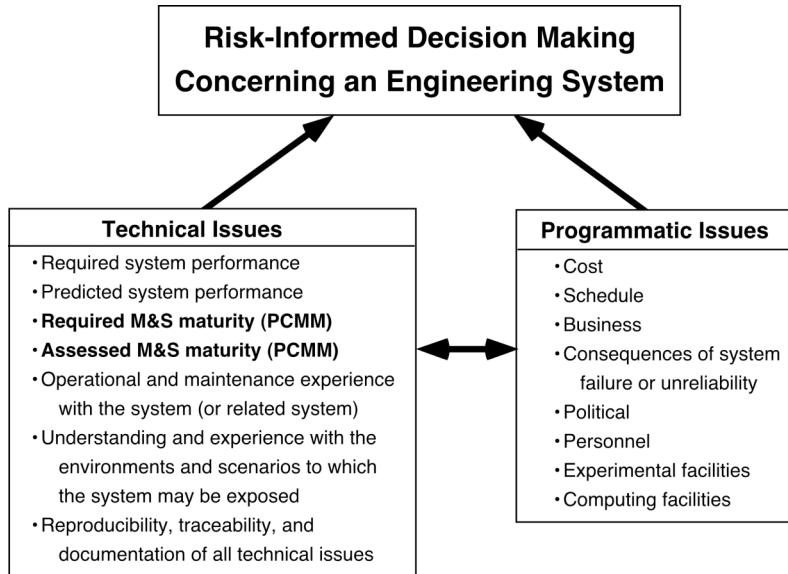 Risk-Informed Decision Making
Concerning an Engineering System
Technical Issues
• Required system performance
• Predicted system performance
• Required M&S maturity (PCMM)
• Assessed M&S maturity (PCMM)
• Operational and maintenance experience
with the system (or related system)
• Understanding and experience with the
environments and scenarios to which
the system may be exposed
• Reproducibility, traceability, and
documentation of all technical issues
Programmatic Issues
• Cost
• Schedule
• Business
• Consequences of system
failure or unreliability
• Political
• Personnel
• Experimental facilities
• Computing facilities